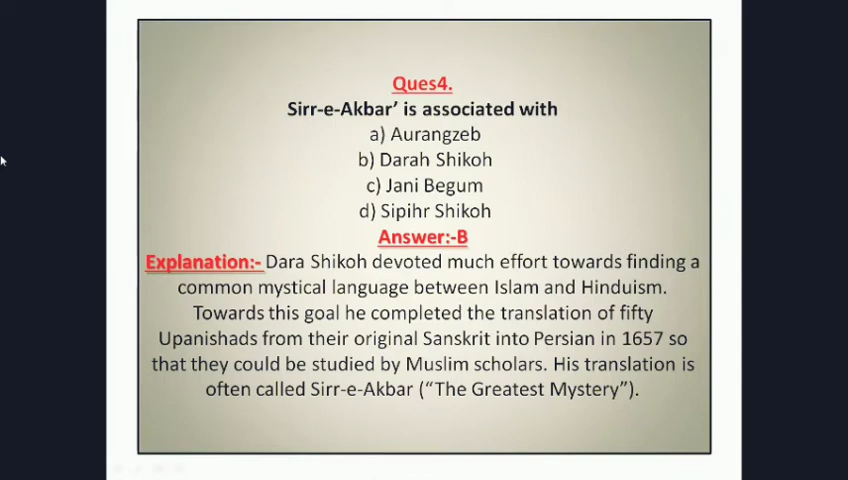 Ques4.
Sirr-e-Akbar’ is associated with
a) Aurangzeb
b) Darah Shikoh
c) Jani Begum
d) Sipihr Shikoh
Answer:-B
Explanation:- Dara Shikoh devoted much effort towards finding a
common mystical language between Islam and Hinduism.
Towards this goal he completed the translation of fifty
Upanishads from their original Sanskrit into Persian in 1657 so
that they could be studied by Muslim scholars. His translation is
often called Sirr-e-Akbar (“The Greatest Mystery”).